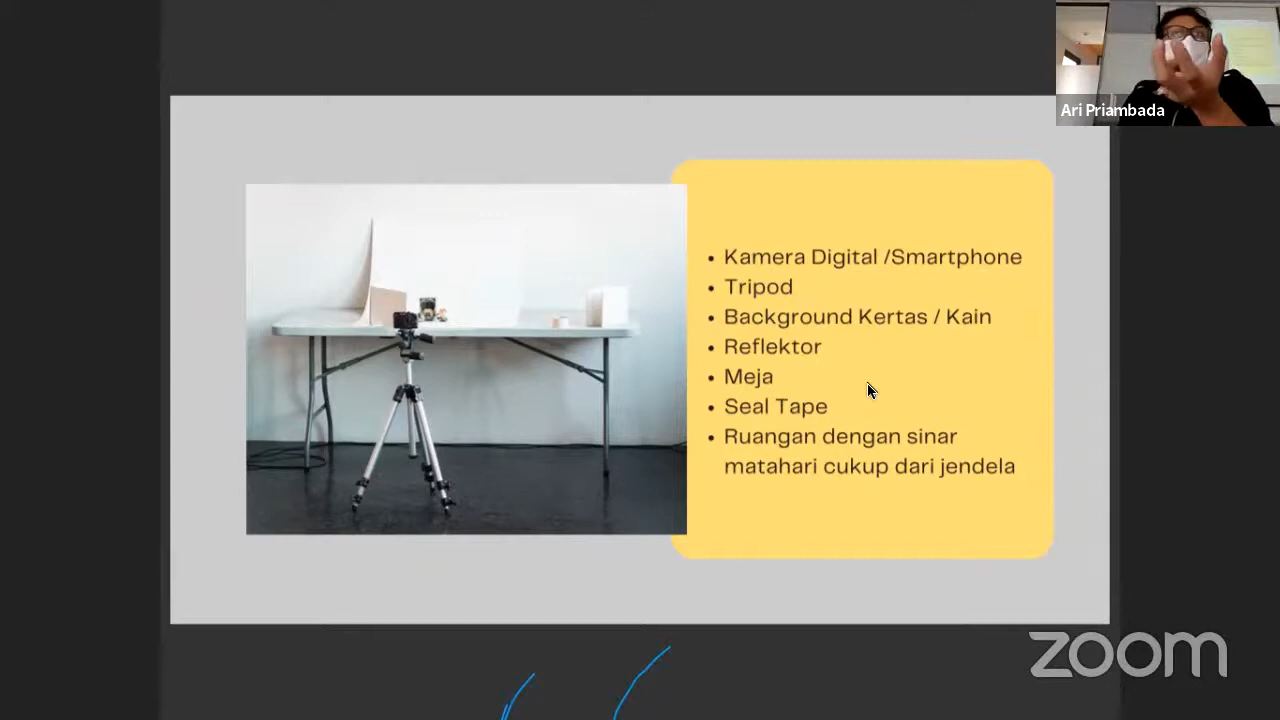 Ari Priambada
• Kamera Digital /Smartphone
• Tripod
• Background Kertas / Kain
• Reflektor
• Meja
• Seal Tape
• Ruangan dengan sinar
matahari cukup dari jendela
zoom